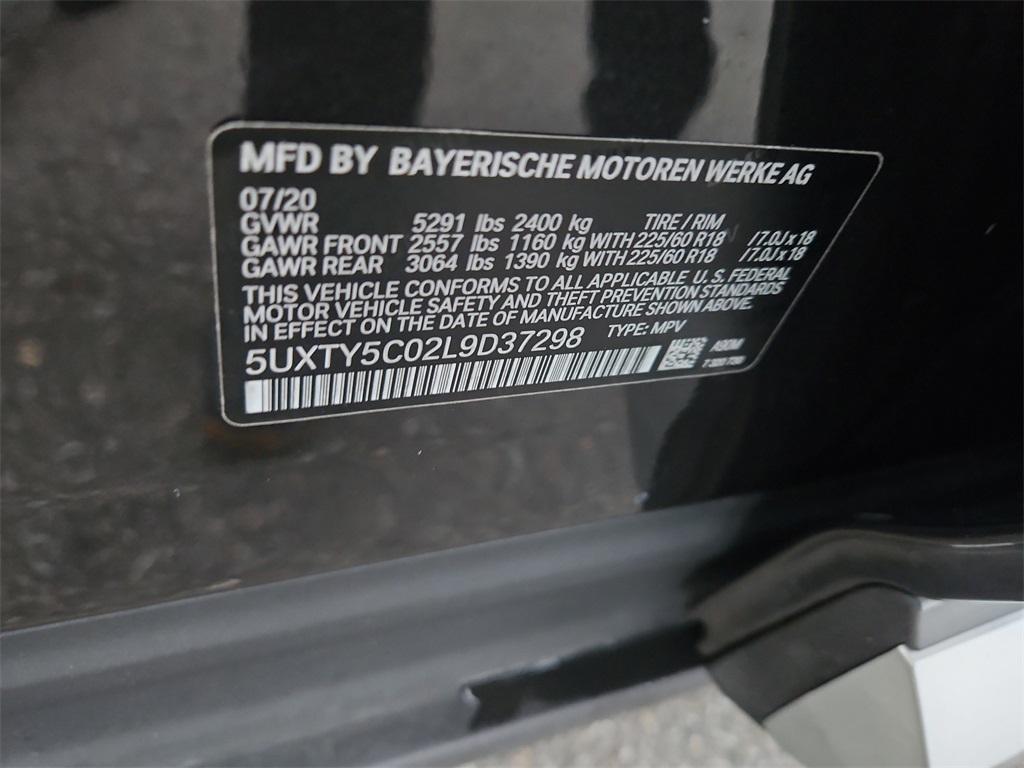 MFD BY BAYERISCHE MOTOREN WERKE AG
07/20
GVWR 5291 lbs 2400 kg TIRE / RIM
GAWR FRONT 2557 lbs 1160 kg WITH 225/60 R18 / 7.0J x 18
GAWR REAR 3064 lbs 1390 kg WITH 225/60 R18 / 7.0J x 18
THIS VEHICLE CONFORMS TO ALL APPLICABLE U.S. FEDERAL
MOTOR VEHICLE SAFETY AND THEFT PREVENTION STANDARDS
IN EFFECT ON THE DATE OF MANUFACTURE SHOWN ABOVE.
5UXTY5C02L9D37298 TYPE: MPV
A90M